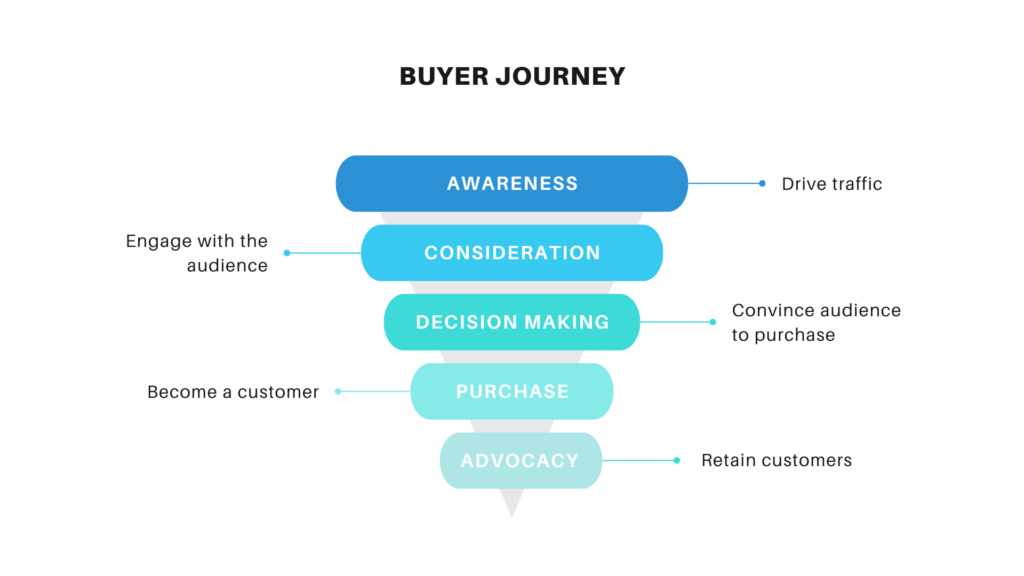 BUYER JOURNEY
AWARENESS
Drive traffic
Engage with the
audience
CONSIDERATION
DECISION MAKING
Convince audience
to purchase
Become a customer
PURCHASE
ADVOCACY
Retain customers